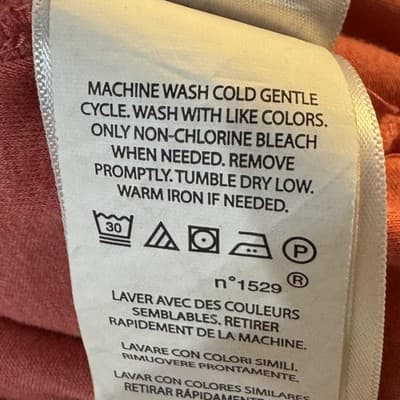 MACHINE WASH COLD GENTLE
CYCLE. WASH WITH LIKE COLORS.
ONLY NON-CHLORINE BLEACH
WHEN NEEDED. REMOVE
PROMPTLY. TUMBLE DRY LOW.
WARM IRON IF NEEDED.
30 P
n°1529 ®
LAVER AVEC DES COULEURS
SEMBLABLES. RETIRER
RAPIDEMENT DE LA MACHINE.
LAVARE CON COLORI SIMILI.
RIMUOVERE PRONTAMENTE.
LAVAR CON COLORES SIMILARES
RETIRAR RÁPIDAMENTE